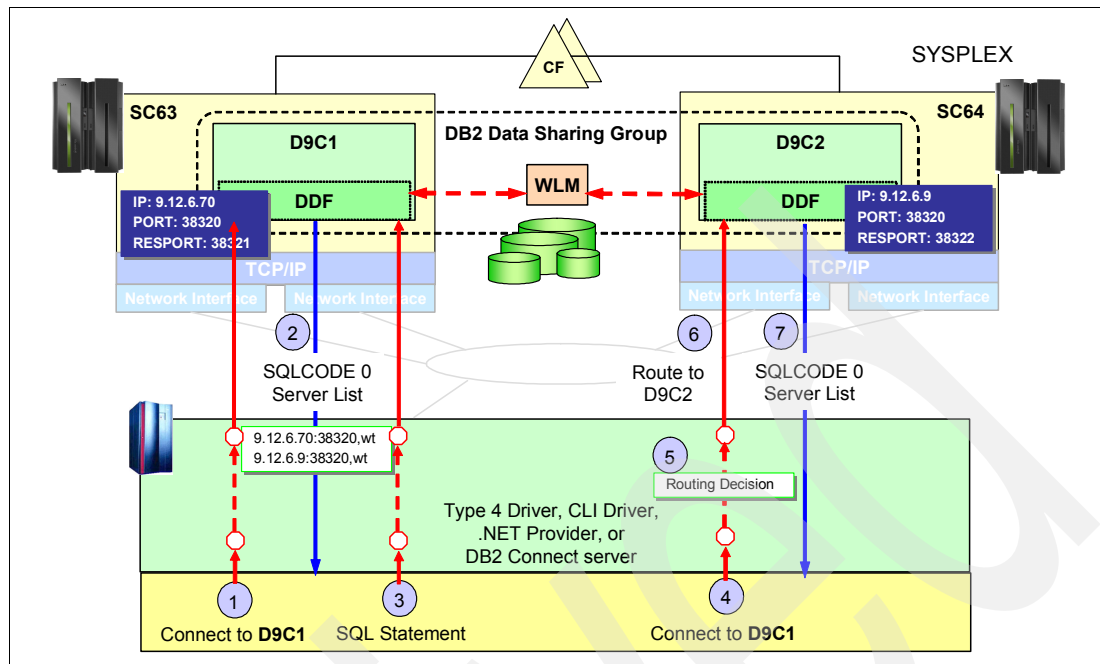 SYSPLEX
CF
SC63
SC64
DB2 Data Sharing Group
D9C1
D9C2
WLM
DDF
DDF
IP: 9.12.6.70
PORT: 38320
RESPORT: 38321
IP: 9.12.6.9
PORT: 38320
RESPORT: 38322
TCP/IP
TCP/IP
Network Interface
Network Interface
Network Interface
Network Interface
2
SQLCODE 0
Server List
6
Route to
D9C2
7
SQLCODE 0
Server List
9.12.6.70:38320,wt
9.12.6.9:38320,wt
5
Routing Decision
Type 4 Driver, CLI Driver,
.NET Provider, or
DB2 Connect server
1
Connect to D9C1
3
SQL Statement
4
Connect to D9C1